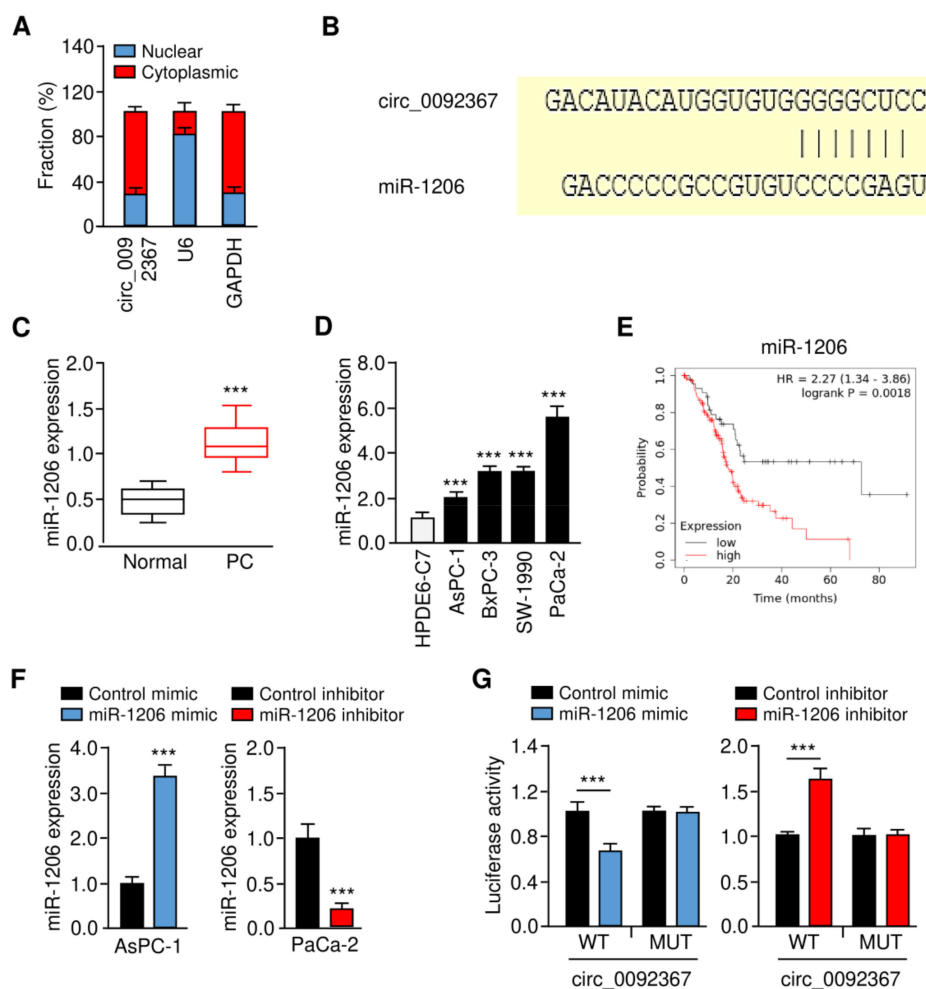 A
140
120
80
40
0
Fraction (%)
Nuclear
Cytoplasmic
circ_009
2367
U6
GAPDH
B
circ_0092367
GACAUACAUGGUGUGGGGGCUCC
miR-1206
GACCCCCGCCGUGUCCCCGAGU
C
miR-1206 expression
2.0
1.5
1.0
0.5
0.0
***
Normal
PC
D
miR-1206 expression
8.0
6.0
4.0
2.0
0.0
***
***
***
***
HPDE6-C7
AsPC-1
BxPC-3
SW-1990
PaCa-2
E
miR-1206
HR = 2.27 (1.34 - 3.86)
logrank P = 0.0018
Probability
1.0
0.8
0.6
0.4
0.2
0.0
Expression
low
high
0
20
40
60
80
Time (months)
F
Control mimic
miR-1206 mimic
Control inhibitor
miR-1206 inhibitor
miR-1206 expression
4.0
3.0
2.0
1.0
0.0
***
AsPC-1
miR-1206 expression
2.0
1.5
1.0
0.5
0.0
***
PaCa-2
G
Control mimic
miR-1206 mimic
Control inhibitor
miR-1206 inhibitor
Luciferase activity
1.4
1.2
0.8
0.4
0.0
***
WT
MUT
circ_0092367
2.0
1.5
1.0
0.5
0.0
***
WT
MUT
circ_0092367